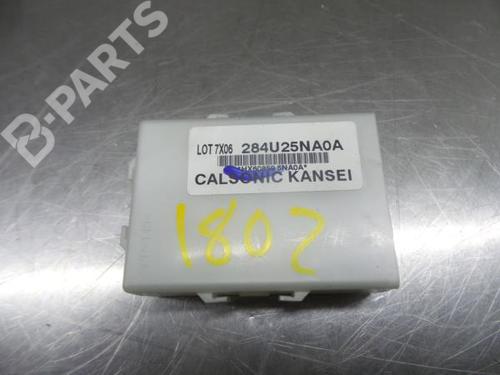 B-PARTS
LOT 7X06 284U25NA0A
CALSONIC KANSEI
1802